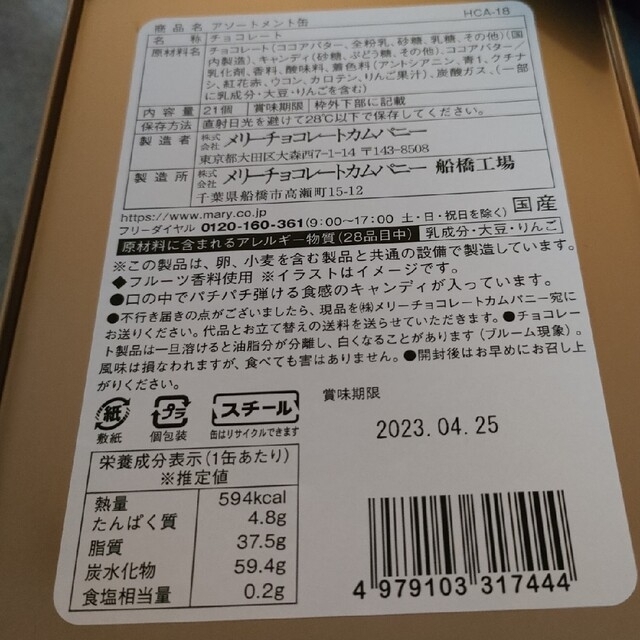 HCA-18
商品名 アソートメント缶
名称 チョコレート
原材料名 チョコレート(ココアバター、全粉乳、砂糖、乳糖、その他)(国
内製造)、キャンディ(砂糖、ぶどう糖、その他)、ココアバター/
乳化剤、香料、酸味料、着色料(アントシアニン、青1、クチナ
シ、紅花赤、ウコン、カロテン、りんご果汁)、炭酸ガス、(一部
に乳成分・大豆・りんごを含む)
内容量 21個 賞味期限 枠外下部に記載
保存方法 直射日光を避けて28℃以下で保存してください。
製造者 株式会社 メリーチョコレートカムパニー
東京都大田区大森西7-1-14 〒143-8508
製造所 株式会社 メリーチョコレートカムパニー 船橋工場
千葉県船橋市高瀬町15-12
https://www.mary.co.jp
フリーダイヤル 0120-160-361(9:00~17:00 土・日・祝日を除く) 国産
原材料に含まれるアレルギー物質(28品目中) 乳成分・大豆・りんご
※この製品は、卵、小麦を含む製品と共通の設備で製造しています。
◆フルーツ香料使用 ※イラストはイメージです。
●口の中でパチパチ弾ける食感のキャンディが入っています。
●不行き届きの点がございましたら、現品を㈱メリーチョコレートカムパニー宛に
お送りください。代品とお立て替えの送料を送らせていただきます。●チョコレー
ト製品は一旦溶けると油脂分が分離し、白くなることがあります(ブルーム現象)。
風味は損なわれますが、食べても害はありません。●開封後はお早めにお召し上
がりください。
紙 プラ スチール
敷紙 個包装 缶はリサイクルできます
賞味期限
2023.04.25
栄養成分表示(1缶あたり)
※推定値
熱量 594kcal
たんぱく質 4.8g
脂質 37.5g
炭水化物 59.4g
食塩相当量 0.2g
4 979103 317444